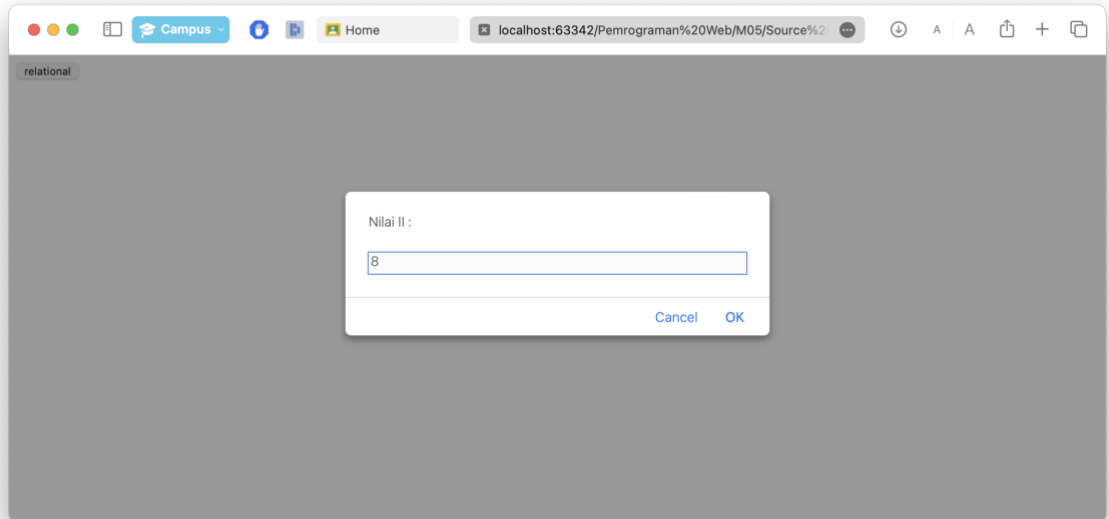 Campus
Home
localhost:63342/Pemrograman%20Web/M05/Source%2
A A
relational
Nilai II :
8
Cancel OK